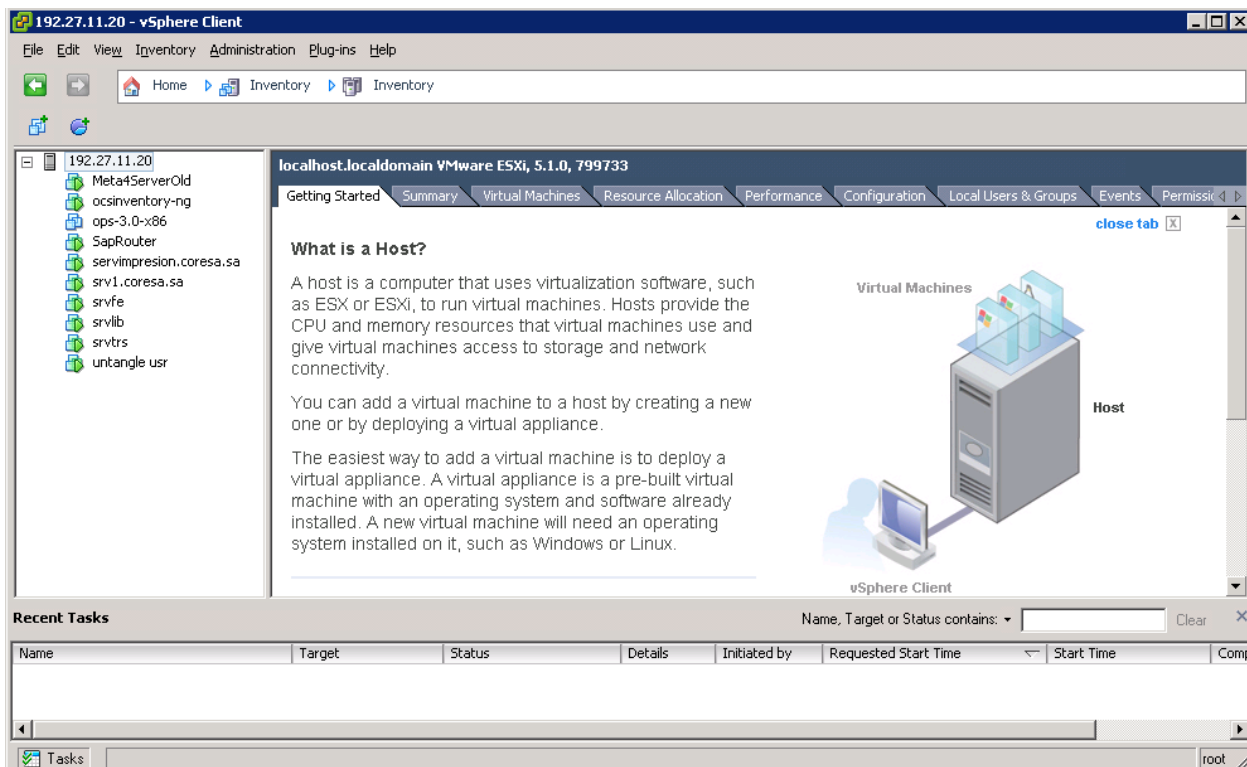 192.27.11.20 - vSphere Client
File Edit View Inventory Administration Plug-ins Help
Home Inventory Inventory
192.27.11.20
Meta4ServerOld
ocsinventory-ng
ops-3.0-x86
SapRouter
servimpresion.coresa.sa
srv1.coresa.sa
srvfe
srvlib
srvtrs
untangle usr
localhost.localdomain VMware ESXi, 5.1.0, 799733
Getting Started Summary Virtual Machines Resource Allocation Performance Configuration Local Users & Groups Events Permissi
close tab X
What is a Host?
A host is a computer that uses virtualization software, such
as ESX or ESXi, to run virtual machines. Hosts provide the
CPU and memory resources that virtual machines use and
give virtual machines access to storage and network
connectivity.
You can add a virtual machine to a host by creating a new
one or by deploying a virtual appliance.
The easiest way to add a virtual machine is to deploy a
virtual appliance. A virtual appliance is a pre-built virtual
machine with an operating system and software already
installed. A new virtual machine will need an operating
system installed on it, such as Windows or Linux.
Virtual Machines
Host
vSphere Client
Recent Tasks
Name, Target or Status contains: Clear
Name Target Status Details Initiated by Requested Start Time Start Time Comp
Tasks
root